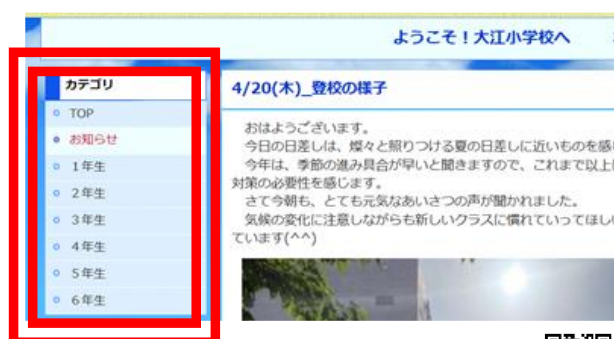 ようこそ！大江小学校へ
カテゴリ
TOP
お知らせ
1年生
2年生
3年生
4年生
5年生
6年生
4/20(木)_登校の様子
おはようございます。
今日の日差しは、燦々と照りつける夏の日差しに近いものを感じ
今年は、季節の進み具合が早いと聞きますので、これまで以上に
対策の必要性を感じます。
さて今朝も、とても元気なあいさつの声が聞かれました。
気候の変化に注意しながらも新しいクラスに慣れていってほしい
ています(^^)